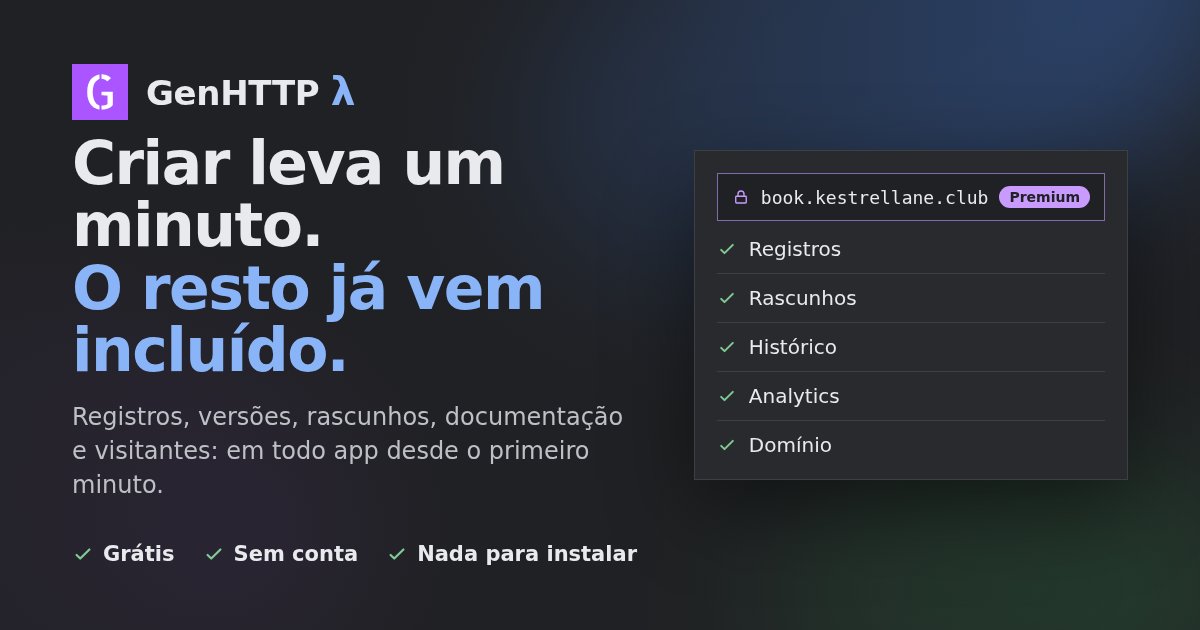 GenHTTP λ
Criar leva um
minuto.
O resto já vem
incluído.
Registros, versões, rascunhos, documentação
e visitantes: em todo app desde o primeiro
minuto.
Grátis
Sem conta
Nada para instalar
book.kestrellane.club Premium
Registros
Rascunhos
Histórico
Analytics
Domínio